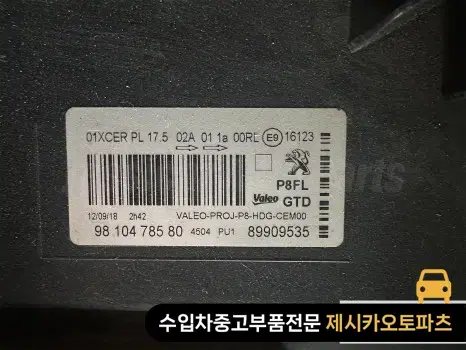 01XCER PL 17.5 02A 01 1a 00RL E9 16123
P8FL
Valeo GTD
12/09/18 2h42 VALEO-PROJ-P8-HDG-CEM00
98 104 785 80 4504 PU1 89909535
수입차중고부품전문 제시카오토파츠